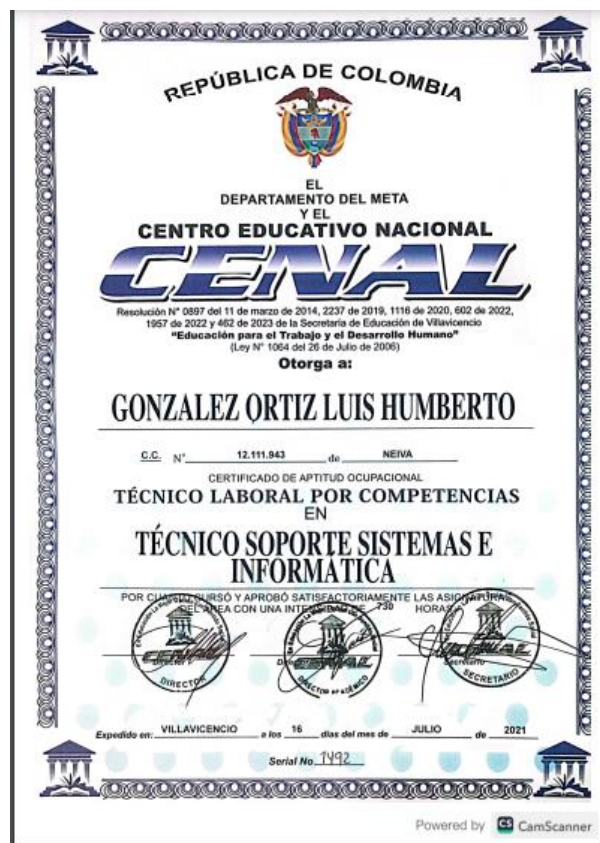 REPÚBLICA DE COLOMBIA
EL
DEPARTAMENTO DEL META
Y EL
CENTRO EDUCATIVO NACIONAL
CENAL
Resolución N° 0897 del 11 de marzo de 2014, 2237 de 2019, 1116 de 2020, 602 de 2022,
1957 de 2022 y 462 de 2023 de la Secretaria de Educación de Villavicencio
"Educación para el Trabajo y el Desarrollo Humano"
(Ley N° 1064 del 26 de Julio de 2006)
Otorga a:
GONZALEZ ORTIZ LUIS HUMBERTO
C.C. N° 12.111.943 de NEIVA
CERTIFICADO DE APTITUD OCUPACIONAL
TÉCNICO LABORAL POR COMPETENCIAS
EN
TÉCNICO SOPORTE SISTEMAS E
INFORMÁTICA
POR CUANTO CURSÓ Y APROBÓ SATISFACTORIAMENTE LAS ASIGNATURAS
DEL ÁREA CON UNA INTENSIDAD DE 730 HORAS
CENAL CENAL CENAL
Director Secretario
DIRECTOR DIRECTOR ACADÉMICO SECRETARIO
Expedido en: VILLAVICENCIO a los 16 días del mes de JULIO de 2021
Serial No. 1492
Powered by CS CamScanner